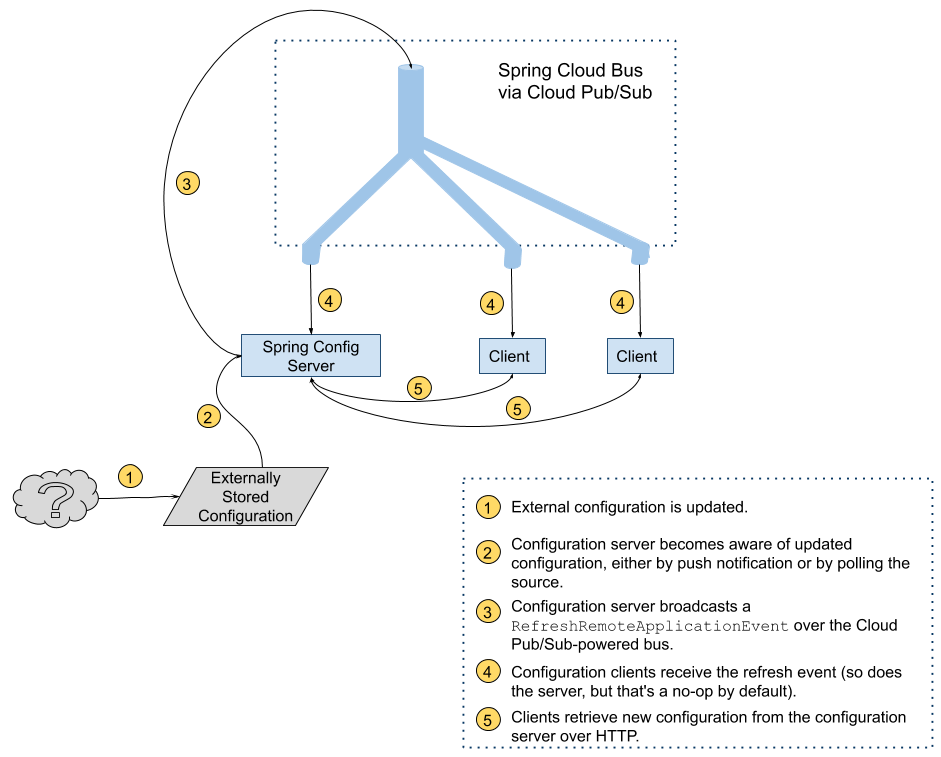 Spring Cloud Bus
via Cloud Pub/Sub
3
4
4
4
Spring Config
Server
Client
Client
5
5
2
1
?
Externally
Stored
Configuration
1 External configuration is updated.
2 Configuration server becomes aware of updated
configuration, either by push notification or by polling the
source.
3 Configuration server broadcasts a
RefreshRemoteApplicationEvent over the Cloud
Pub/Sub-powered bus.
4 Configuration clients receive the refresh event (so does
the server, but that's a no-op by default).
5 Clients retrieve new configuration from the configuration
server over HTTP.